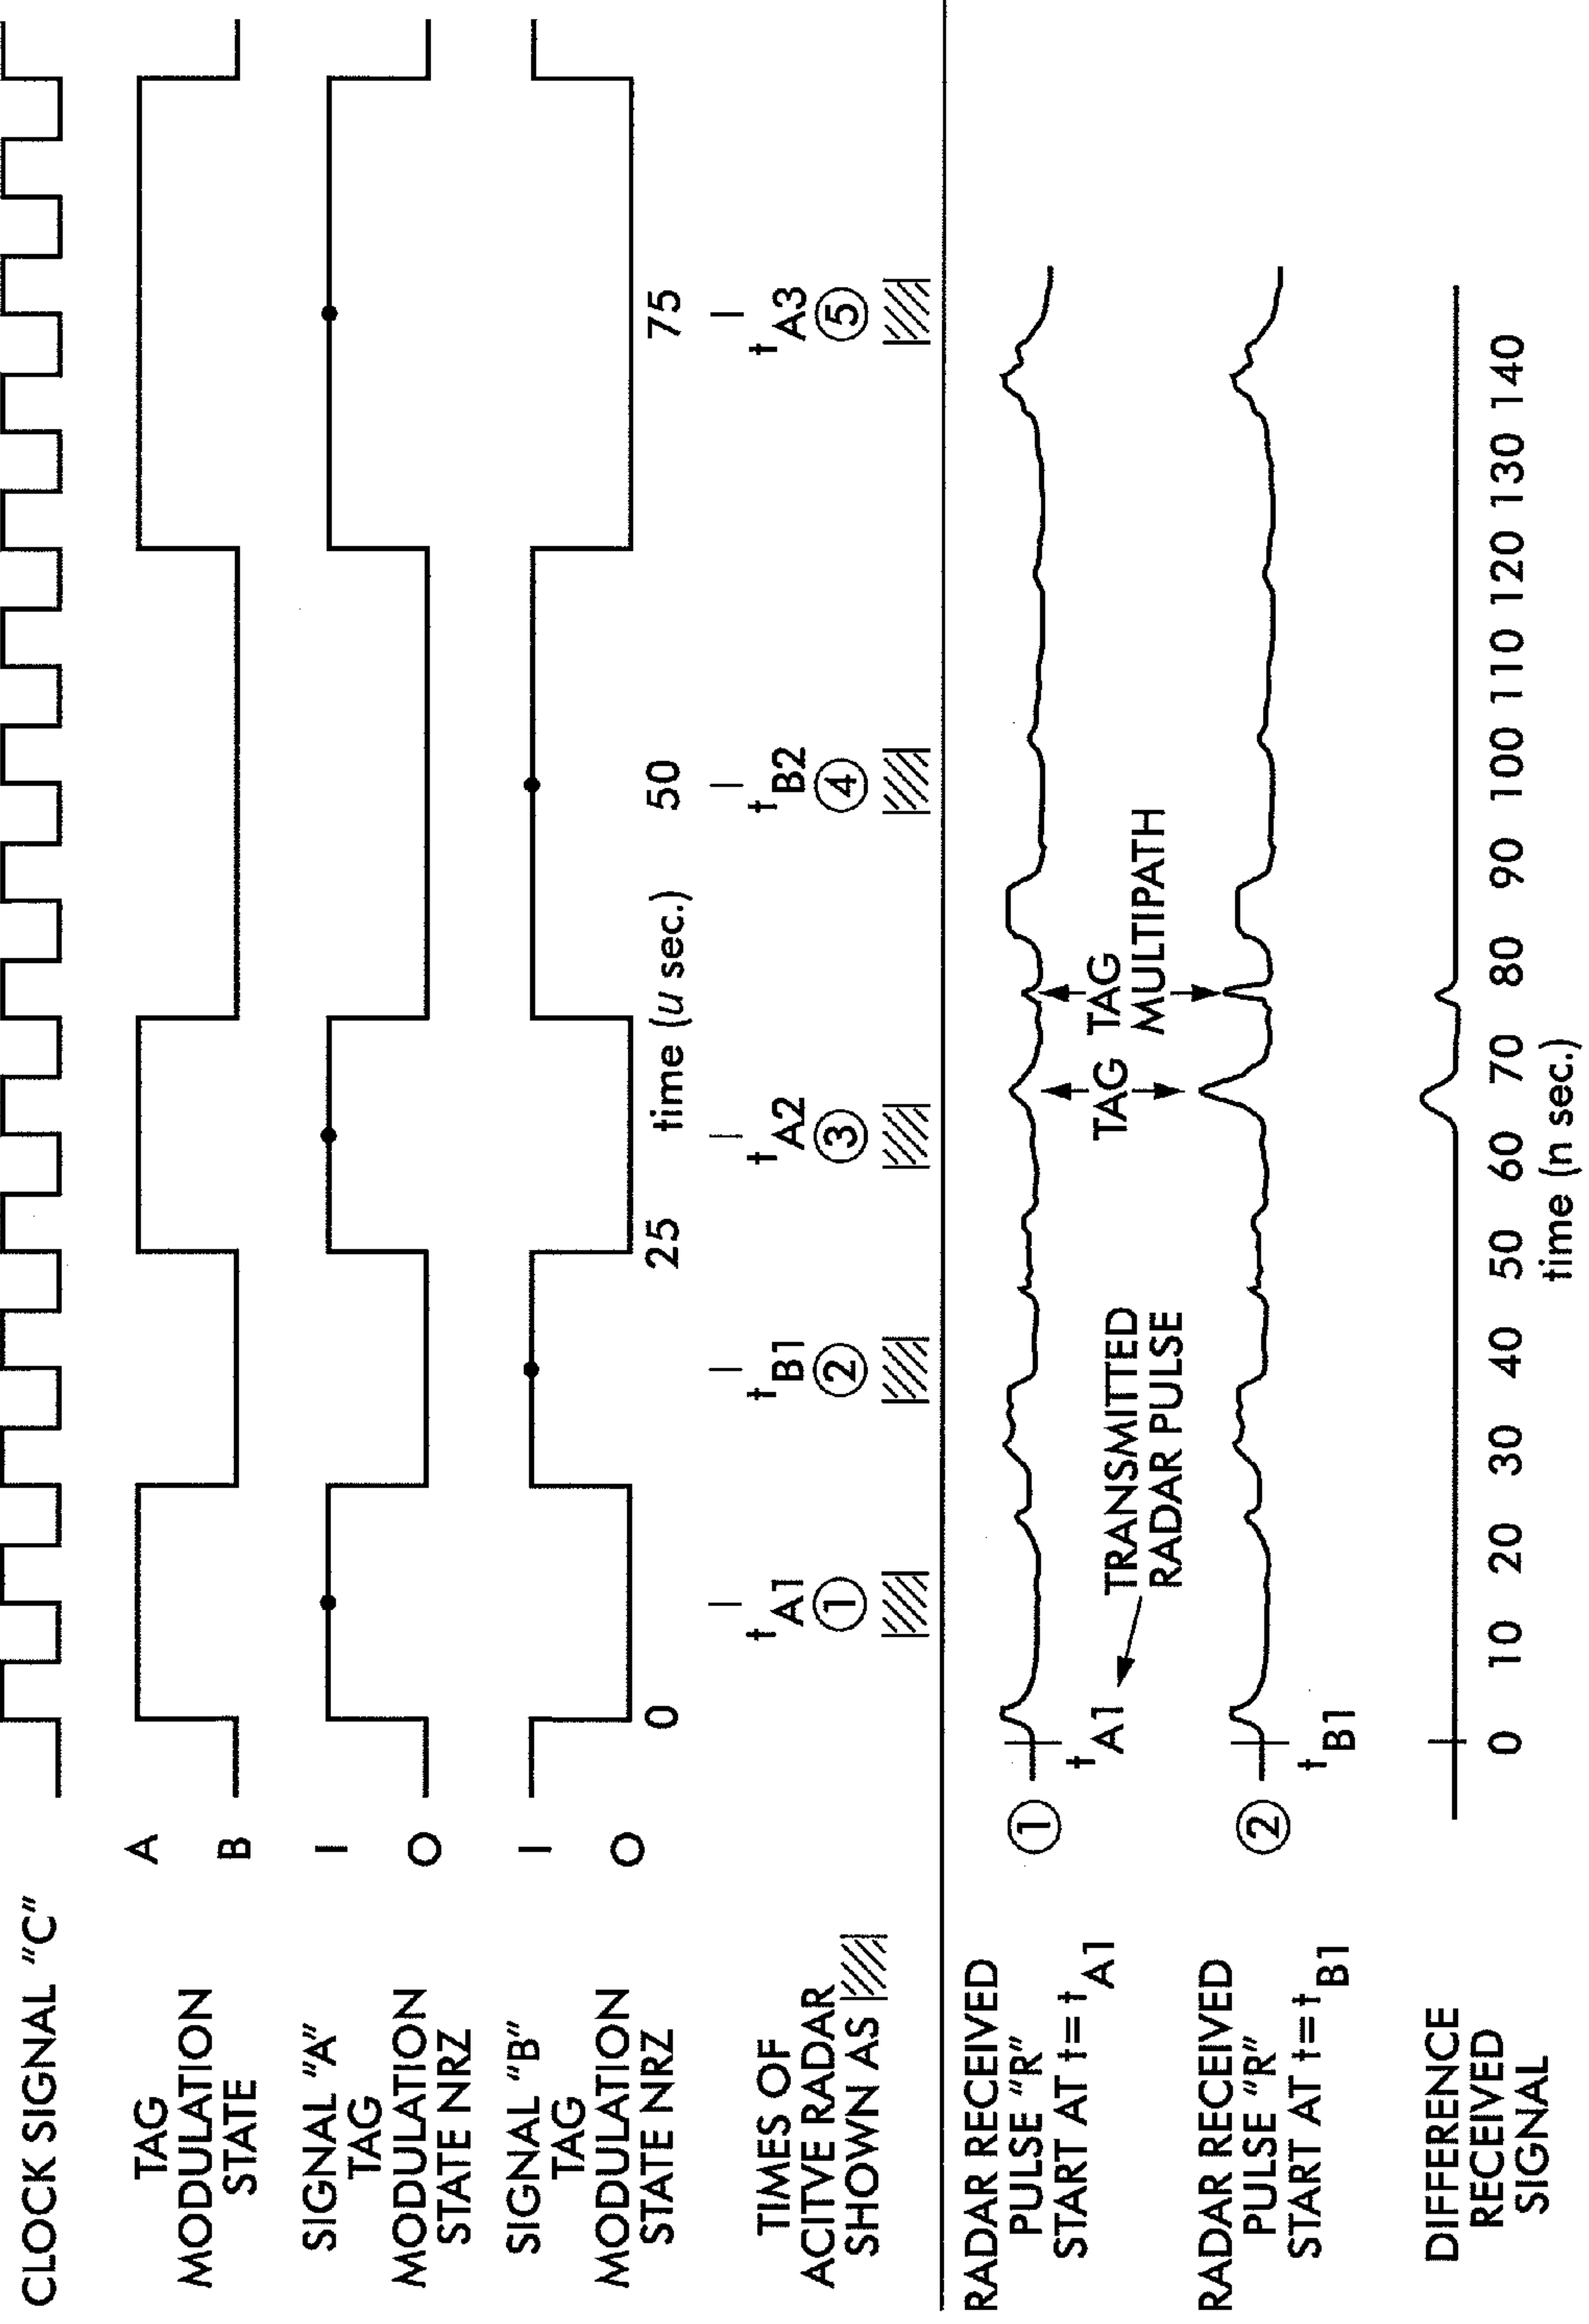 CLOCK SIGNAL "C"
TAG
MODULATION
STATE
A
B
SIGNAL "A"
TAG
MODULATION
STATE NRZ
I
O
SIGNAL "B"
TAG
MODULATION
STATE NRZ
I
O
0
25
50
75
time (u sec.)
TIMES OF
ACITVE RADAR
SHOWN AS
tA1
1
tB1
2
tA2
3
tB2
4
tA3
5
RADAR RECEIVED
PULSE "R"
START AT t=tA1
1
tA1
TRANSMITTED
RADAR PULSE
TAG
TAG
MULTIPATH
RADAR RECEIVED
PULSE "R"
START AT t=tB1
2
tB1
DIFFERENCE
RECEIVED
SIGNAL
0 10 20 30 40 50 60 70 80 90 100 110 120 130 140
time (n sec.)